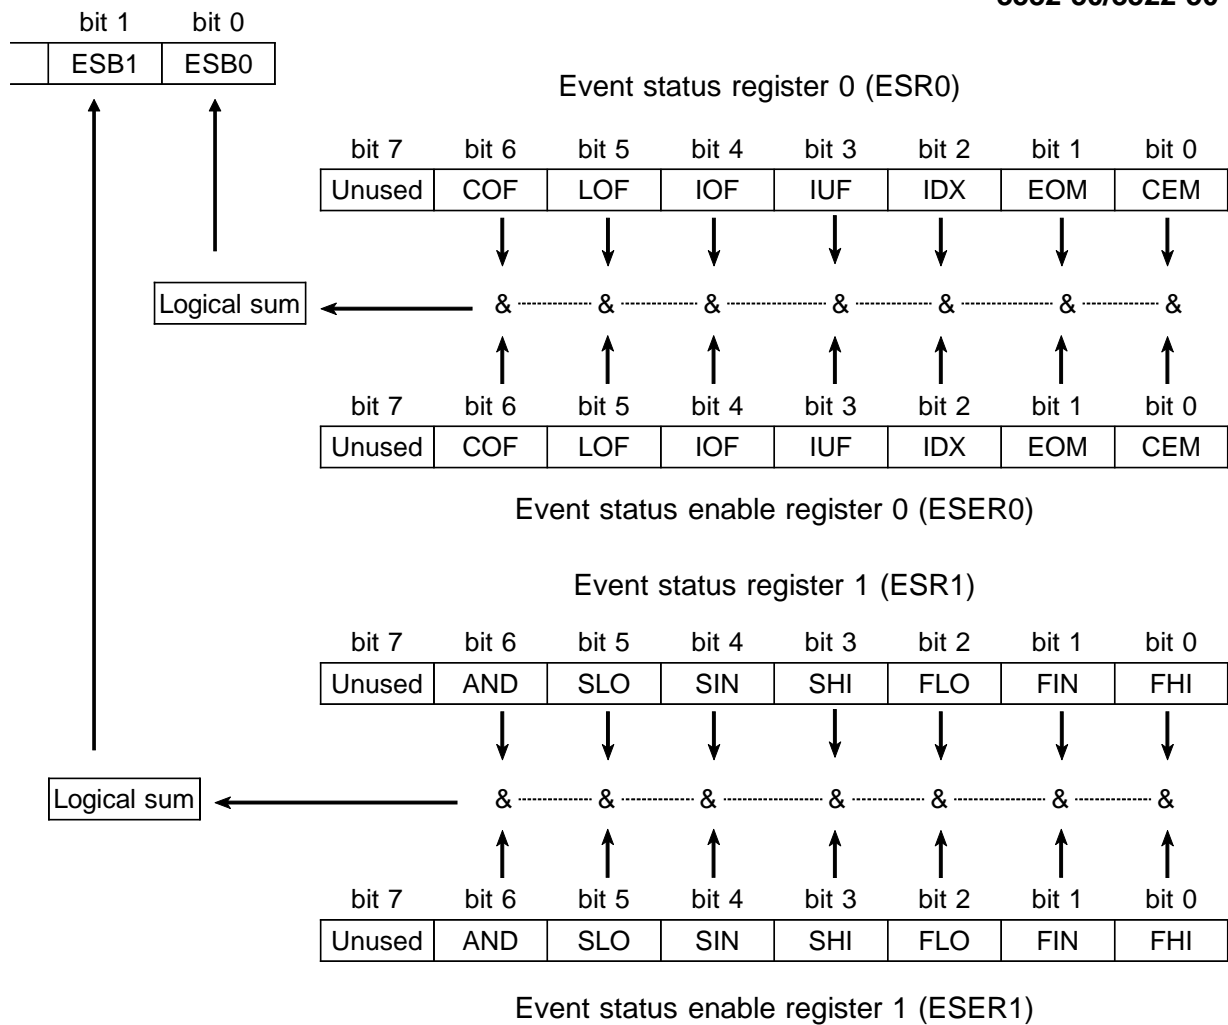 bit 1 bit 0
ESB1 ESB0
Event status register 0 (ESR0)
bit 7 bit 6 bit 5 bit 4 bit 3 bit 2 bit 1 bit 0
Unused COF LOF IOF IUF IDX EOM CEM
Logical sum & & & & & & &
bit 7 bit 6 bit 5 bit 4 bit 3 bit 2 bit 1 bit 0
Unused COF LOF IOF IUF IDX EOM CEM
Event status enable register 0 (ESER0)
Event status register 1 (ESR1)
bit 7 bit 6 bit 5 bit 4 bit 3 bit 2 bit 1 bit 0
Unused AND SLO SIN SHI FLO FIN FHI
Logical sum & & & & & & &
bit 7 bit 6 bit 5 bit 4 bit 3 bit 2 bit 1 bit 0
Unused AND SLO SIN SHI FLO FIN FHI
Event status enable register 1 (ESER1)